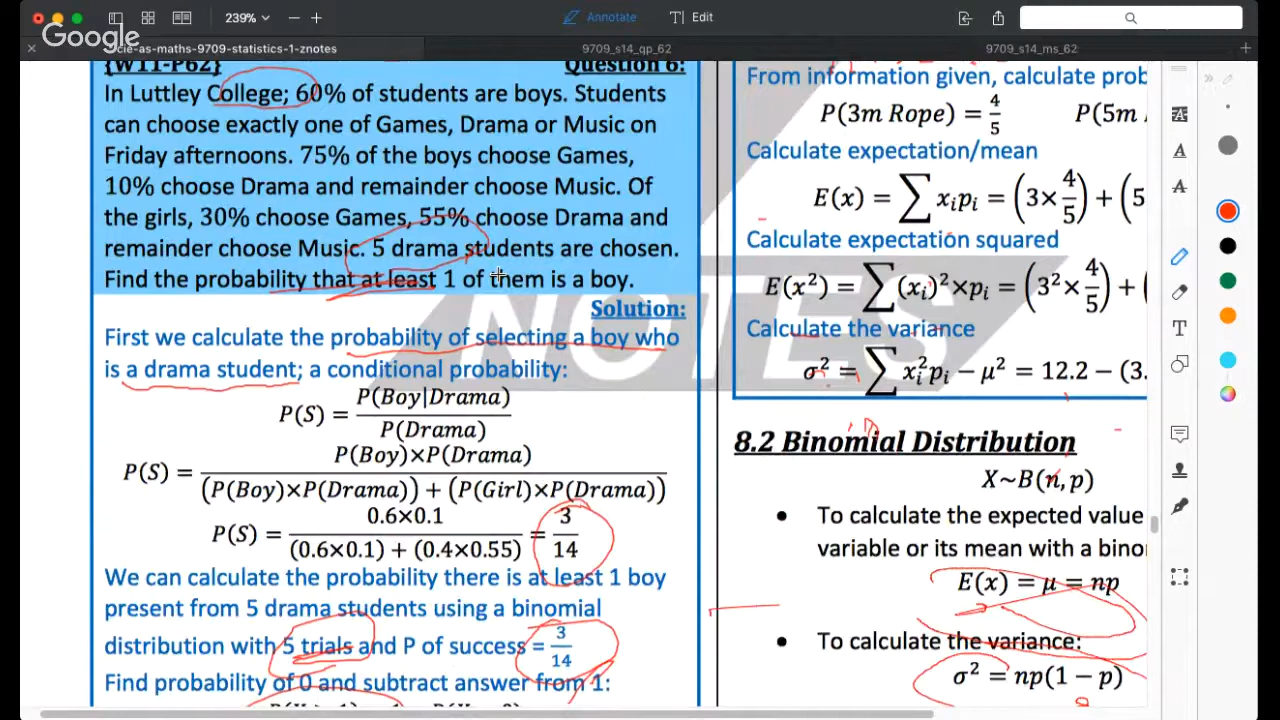 239%
Annotate
Edit
Google
cie-as-maths-9709-statistics-1-znotes
9709_s14_qp_62
9709_s14_ms_62
{W11-P62} Question 6:
In Luttley College; 60% of students are boys. Students
can choose exactly one of Games, Drama or Music on
Friday afternoons. 75% of the boys choose Games,
10% choose Drama and remainder choose Music. Of
the girls, 30% choose Games, 55% choose Drama and
remainder choose Music. 5 drama students are chosen.
Find the probability that at least 1 of them is a boy.
Solution:
First we calculate the probability of selecting a boy who
is a drama student; a conditional probability:
P(S) = P(Boy|Drama) / P(Drama)
P(S) = P(Boy)×P(Drama) / (P(Boy)×P(Drama)) + (P(Girl)×P(Drama))
P(S) = 0.6×0.1 / (0.6×0.1) + (0.4×0.55) = 3/14
We can calculate the probability there is at least 1 boy
present from 5 drama students using a binomial
distribution with 5 trials and P of success = 3/14
Find probability of 0 and subtract answer from 1:
From information given, calculate prob
P(3m Rope) = 4/5 P(5m
Calculate expectation/mean
E(x) = ∑ xᵢpᵢ = (3×4/5) + (5
Calculate expectation squared
E(x²) = ∑(xᵢ)²×pᵢ = (3²×4/5) + (
Calculate the variance
σ² = ∑ xᵢ²pᵢ − μ² = 12.2 − (3.
8.2 Binomial Distribution
X~B(n, p)
• To calculate the expected value
variable or its mean with a bino
E(x) = μ = np
• To calculate the variance:
σ² = np(1 − p)
NOTES